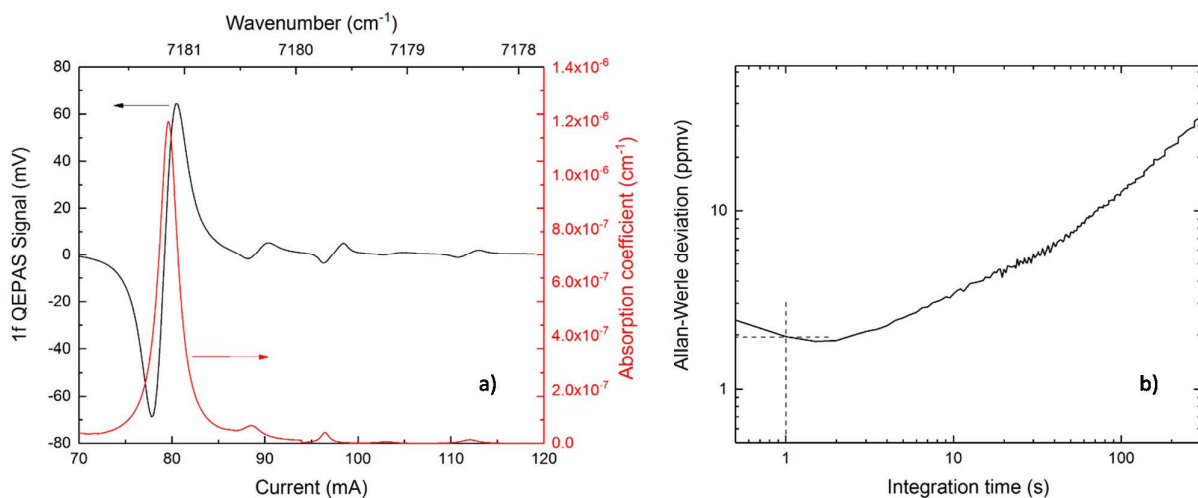 Wavenumber (cm⁻¹)
7181 7180 7179 7178
80
60
40
20
0
-20
-40
-60
-80
1f QEPAS Signal (mV)
1.4x10⁻⁶
1.2x10⁻⁶
1.0x10⁻⁶
8.0x10⁻⁷
6.0x10⁻⁷
4.0x10⁻⁷
2.0x10⁻⁷
0.0
Absorption coefficient (cm⁻¹)
a)
70 80 90 100 110 120
Current (mA)
Allan-Werle deviation (ppmv)
10
1
b)
1 10 100
Integration time (s)